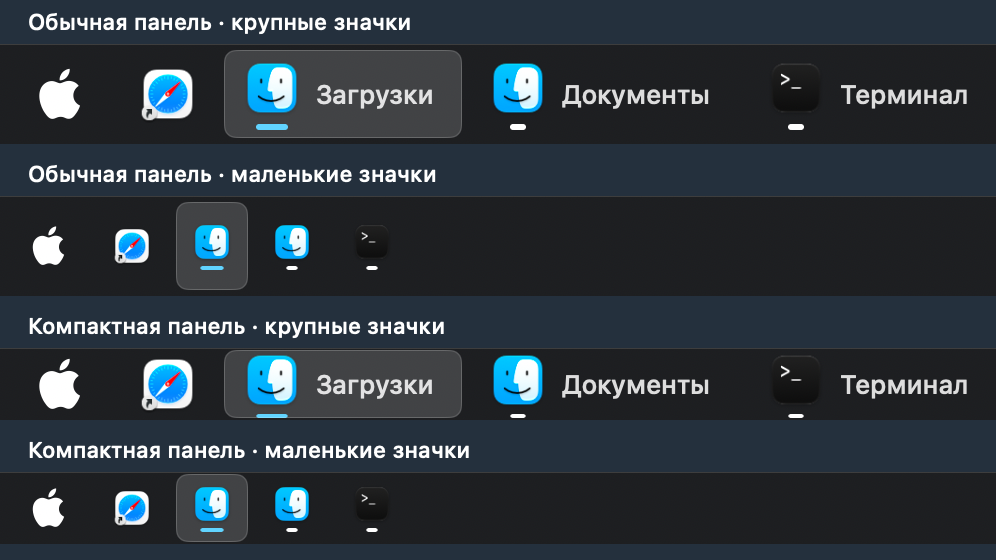 Обычная панель · крупные значки
Загрузки Документы >_ Терминал
Обычная панель · маленькие значки
>_
Компактная панель · крупные значки
Загрузки Документы >_ Терминал
Компактная панель · маленькие значки
>_